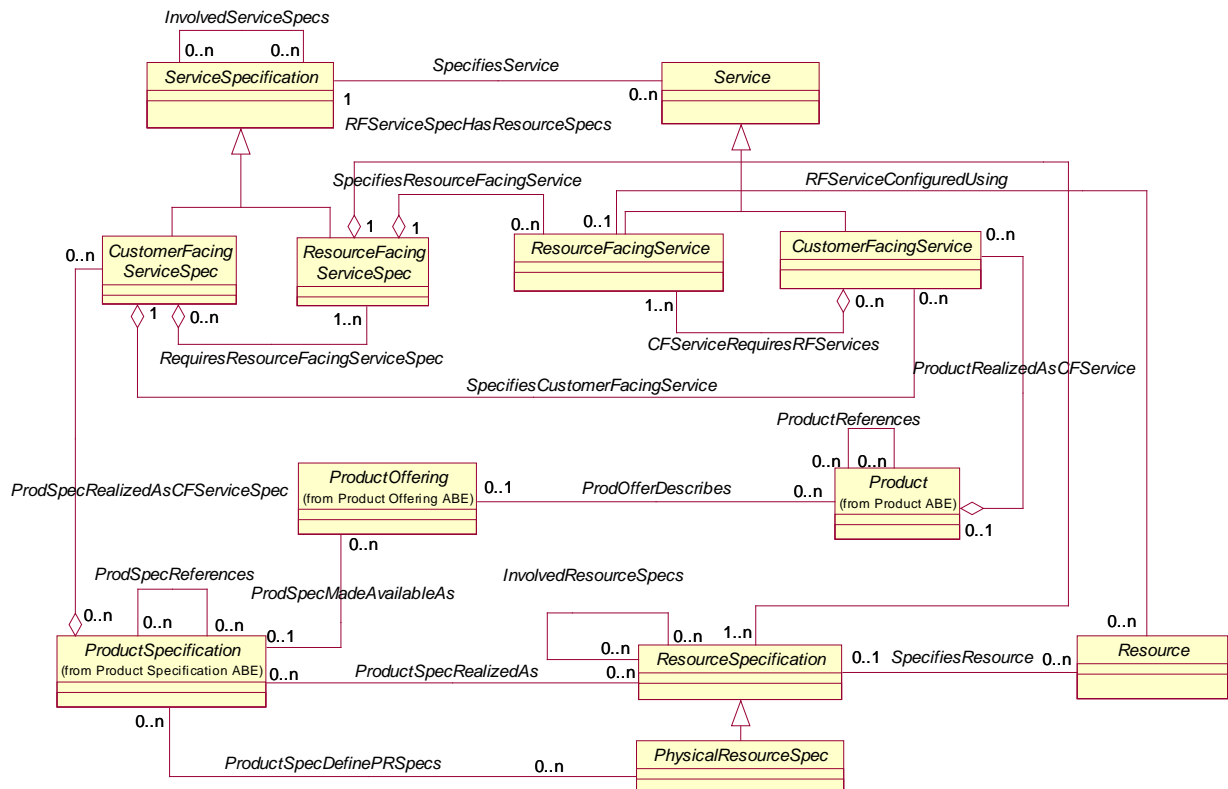 InvolvedServiceSpecs
0..n 0..n
ServiceSpecification
SpecifiesService
Service
1
0..n
RFServiceSpecHasResourceSpecs
SpecifiesResourceFacingService
RFServiceConfiguredUsing
1
1
0..n
0..1
CustomerFacing
ServiceSpec
ResourceFacing
ServiceSpec
ResourceFacingService
CustomerFacingService
0..n
0..n
1
0..n
1..n
1..n
0..n
0..n
RequiresResourceFacingServiceSpec
CFServiceRequiresRFServices
SpecifiesCustomerFacingService
ProductRealizedAsCFService
ProductReferences
0..n 0..n
ProductOffering
(from Product Offering ABE)
0..1
ProdOfferDescribes
0..n
Product
(from Product ABE)
0..1
ProdSpecRealizedAsCFServiceSpec
0..n
ProdSpecReferences
ProdSpecMadeAvailableAs
InvolvedResourceSpecs
0..n
0..n
0..n
0..1
0..n
0..n
1..n
0..n
ProductSpecification
(from Product Specification ABE)
0..n
ProductSpecRealizedAs
0..n
ResourceSpecification
0..1
SpecifiesResource
0..n
Resource
0..n
ProductSpecDefinePRSpecs
0..n
PhysicalResourceSpec